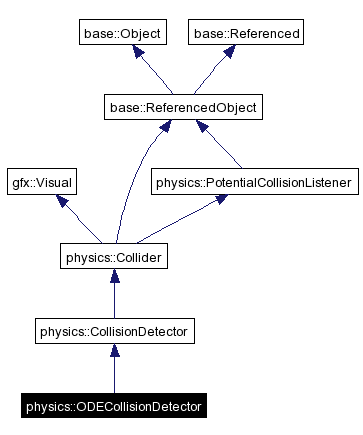 base::Object
base::Referenced
base::ReferencedObject
gfx::Visual
physics::PotentialCollisionListener
physics::Collider
physics::CollisionDetector
physics::ODECollisionDetector